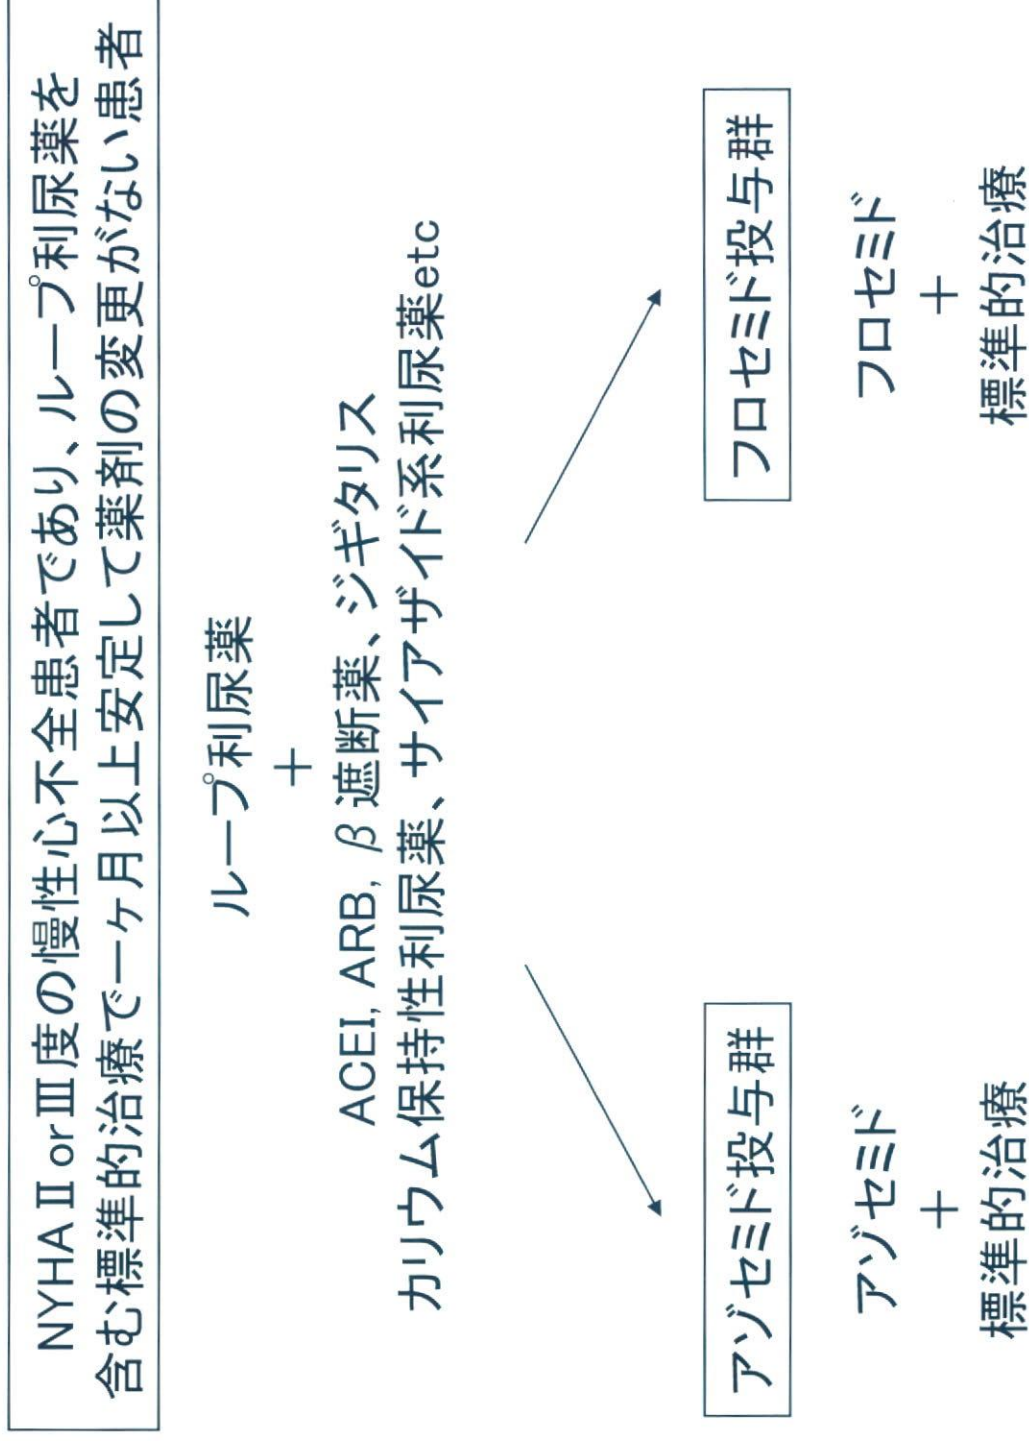 NYHA Ⅱ or Ⅲ度の慢性心不全患者であり、ループ利尿薬を
含む標準的治療で一ヶ月以上安定して薬剤の変更がない患者
ループ利尿薬
＋
ACEI, ARB, β遮断薬、ジギタリス
カリウム保持性利尿薬、サイアザイド系利尿薬etc
アゾセミド投与群
アゾセミド
＋
標準的治療
フロセミド投与群
フロセミド
＋
標準的治療